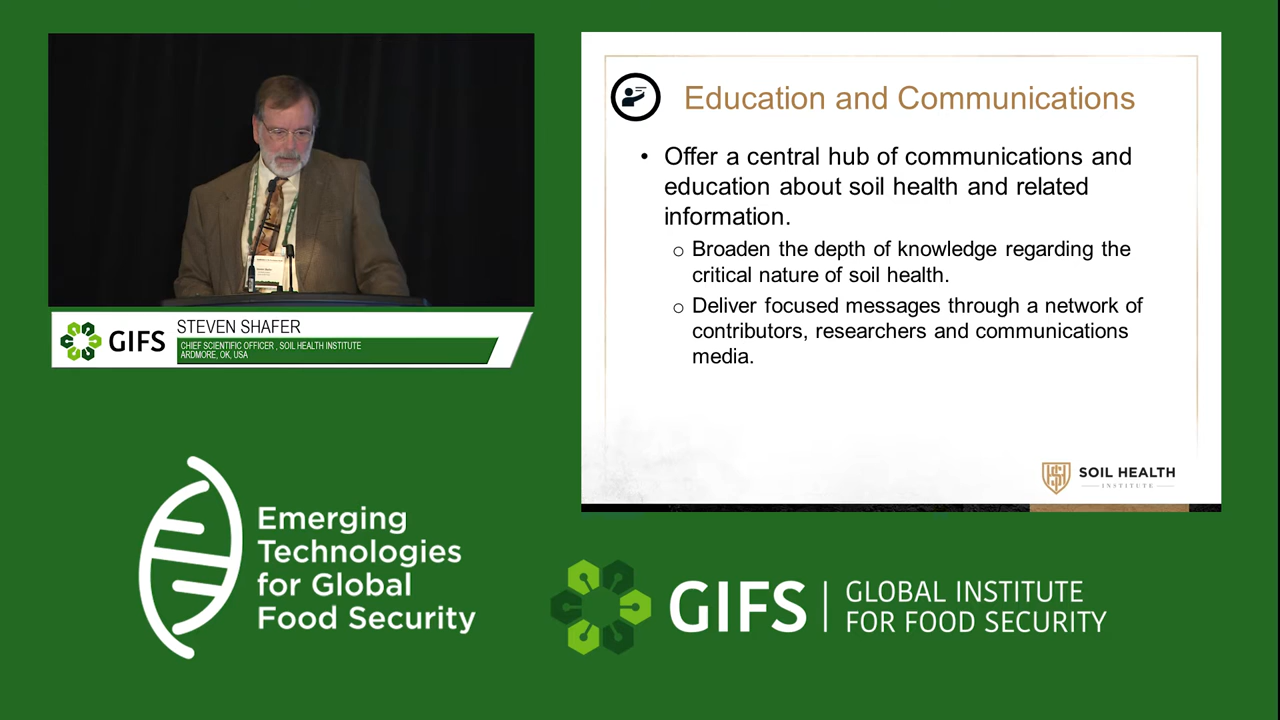 GIFS
STEVEN SHAFER
CHIEF SCIENTIFIC OFFICER , SOIL HEALTH INSTITUTE
ARDMORE, OK, USA
Education and Communications
• Offer a central hub of communications and
education about soil health and related
information.
o Broaden the depth of knowledge regarding the
critical nature of soil health.
o Deliver focused messages through a network of
contributors, researchers and communications
media.
SOIL HEALTH
INSTITUTE
Emerging
Technologies
for Global
Food Security
GIFS
GLOBAL INSTITUTE
FOR FOOD SECURITY